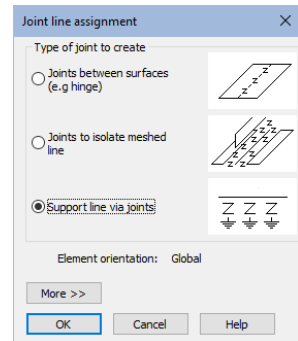 Joint line assignment
Type of joint to create
Joints between surfaces
(e.g hinge)
Joints to isolate meshed
line
Support line via joints
Element orientation: Global
More >>
OK Cancel Help